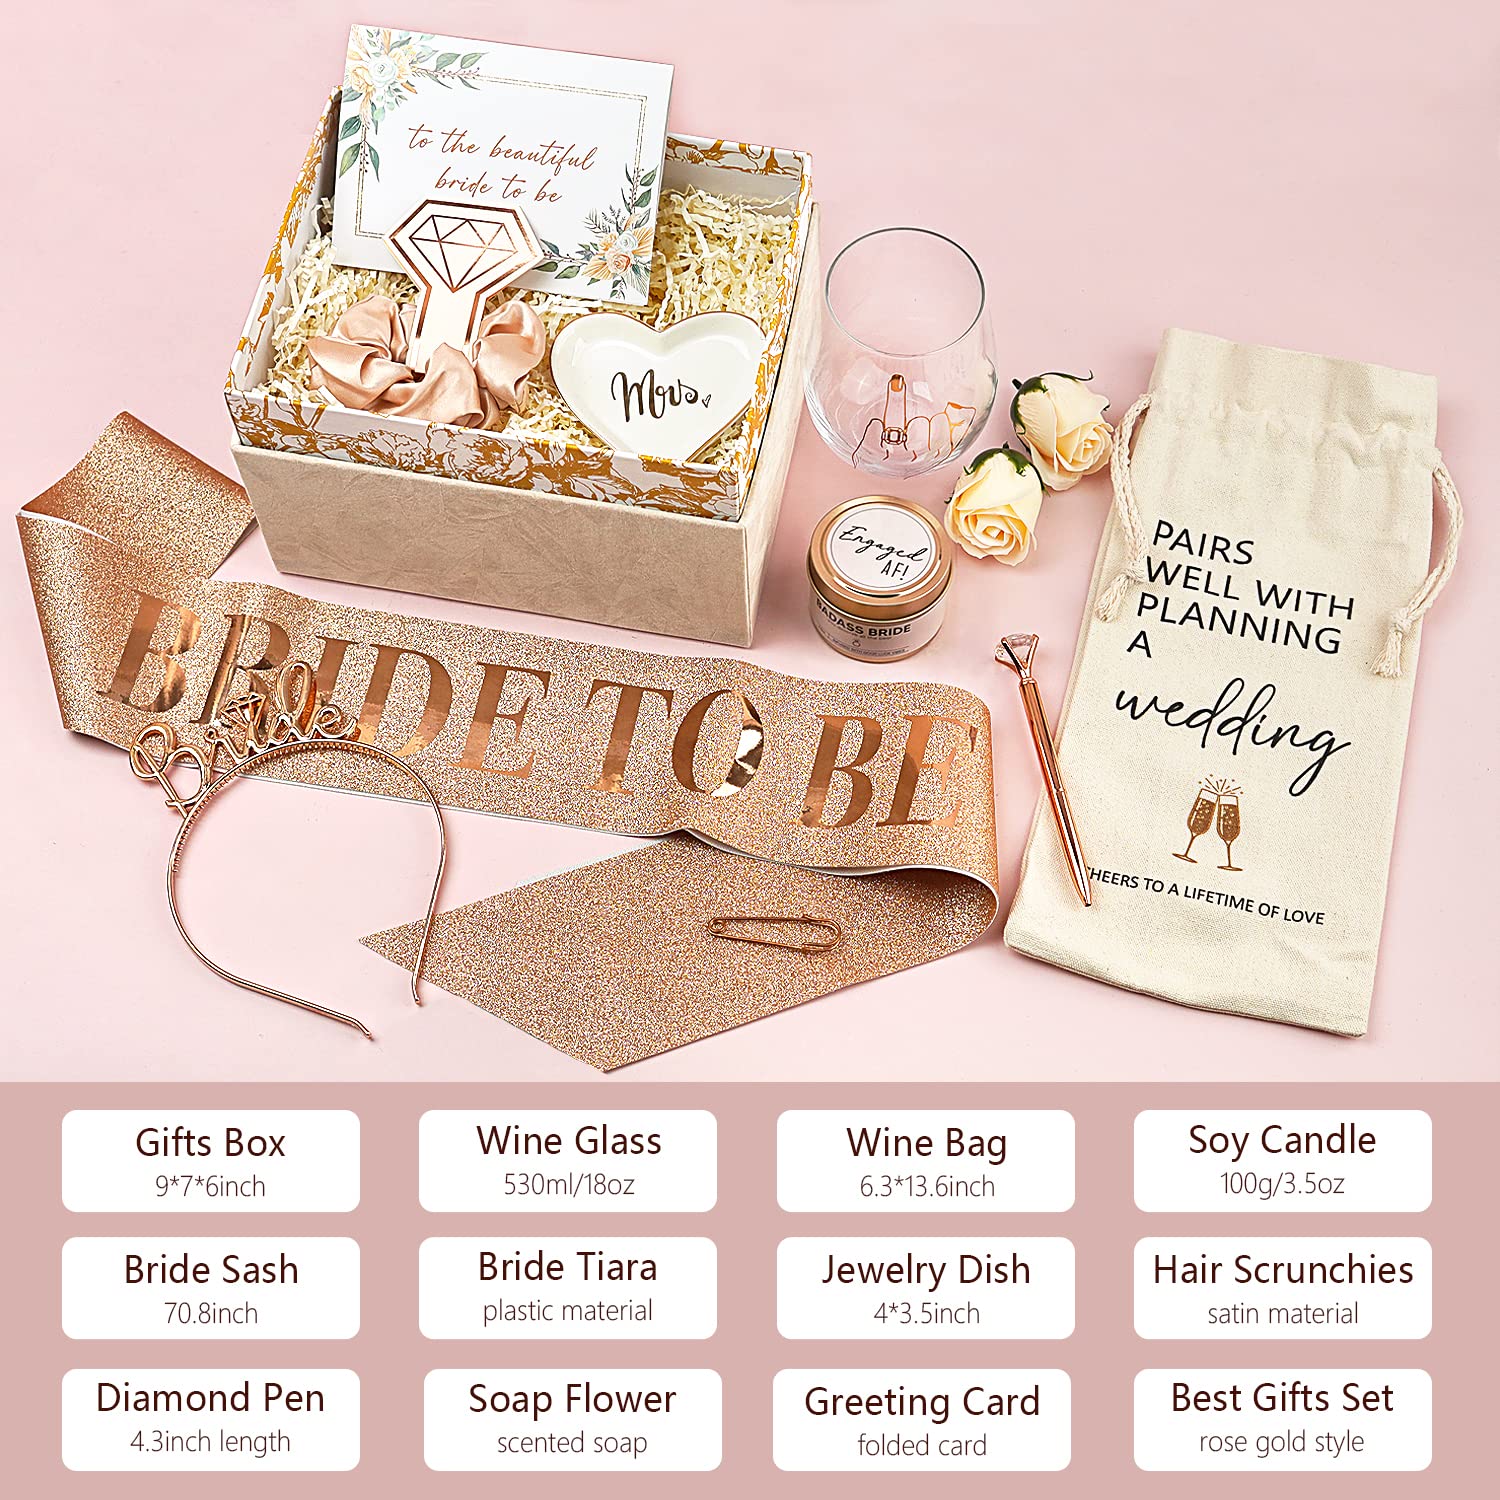 to the beautiful
bride to be
Mrs.
Engaged
AF!
BADASS BRIDE
PAIRS
WELL WITH
PLANNING
A
wedding
CHEERS TO A LIFETIME OF LOVE
BRIDE TO BE
bride
Gifts Box
9*7*6inch
Wine Glass
530ml/18oz
Wine Bag
6.3*13.6inch
Soy Candle
100g/3.5oz
Bride Sash
70.8inch
Bride Tiara
plastic material
Jewelry Dish
4*3.5inch
Hair Scrunchies
satin material
Diamond Pen
4.3inch length
Soap Flower
scented soap
Greeting Card
folded card
Best Gifts Set
rose gold style